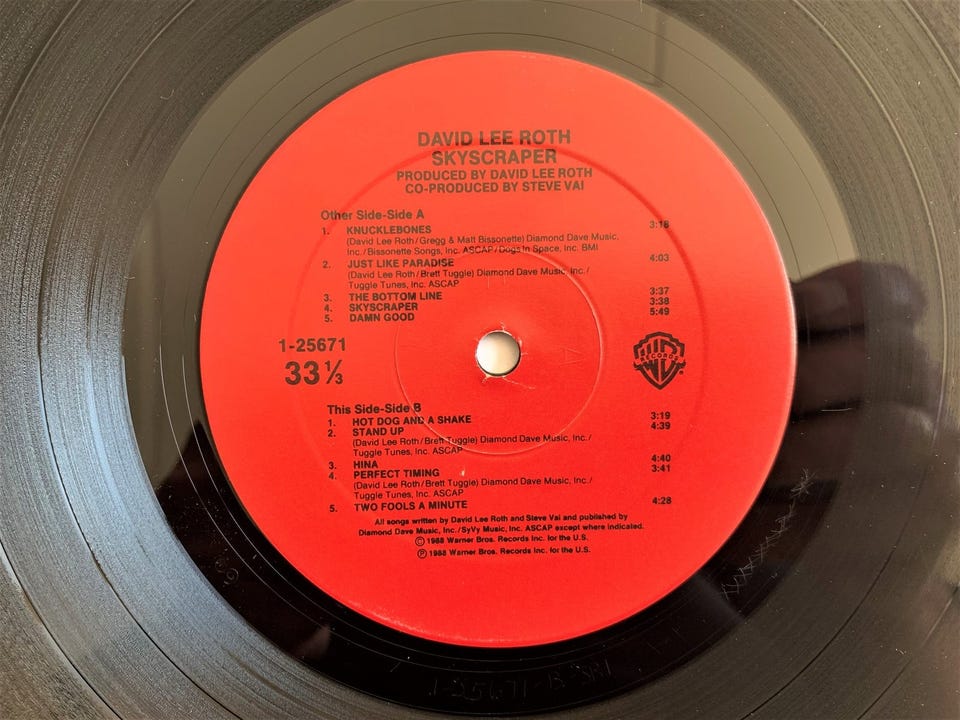 DAVID LEE ROTH
SKYSCRAPER
PRODUCED BY DAVID LEE ROTH
CO-PRODUCED BY STEVE VAI
Other Side-Side A
1. KNUCKLEBONES 3:18
(David Lee Roth/Gregg & Matt Bissonette) Diamond Dave Music,
Inc./Bissonette Songs, Inc. ASCAP/Dogs In Space, Inc. BMI
2. JUST LIKE PARADISE 4:03
(David Lee Roth/Brett Tuggle) Diamond Dave Music, Inc./
Tuggle Tunes, Inc. ASCAP
3. THE BOTTOM LINE 3:37
4. SKYSCRAPER 3:38
5. DAMN GOOD 5:49
1-25671
33⅓
WB
RECORDS
This Side-Side B
1. HOT DOG AND A SHAKE 3:19
2. STAND UP 4:39
(David Lee Roth/Brett Tuggle) Diamond Dave Music, Inc./
Tuggle Tunes, Inc. ASCAP
3. HINA 4:40
4. PERFECT TIMING 3:41
(David Lee Roth/Brett Tuggle) Diamond Dave Music, Inc./
Tuggle Tunes, Inc. ASCAP
5. TWO FOOLS A MINUTE 4:28
All songs written by David Lee Roth and Steve Vai and published by
Diamond Dave Music, Inc./SyVy Music, Inc. ASCAP except where indicated.
Ⓒ 1988 Warner Bros. Records Inc. for the U.S.
Ⓟ 1988 Warner Bros. Records Inc. for the U.S.